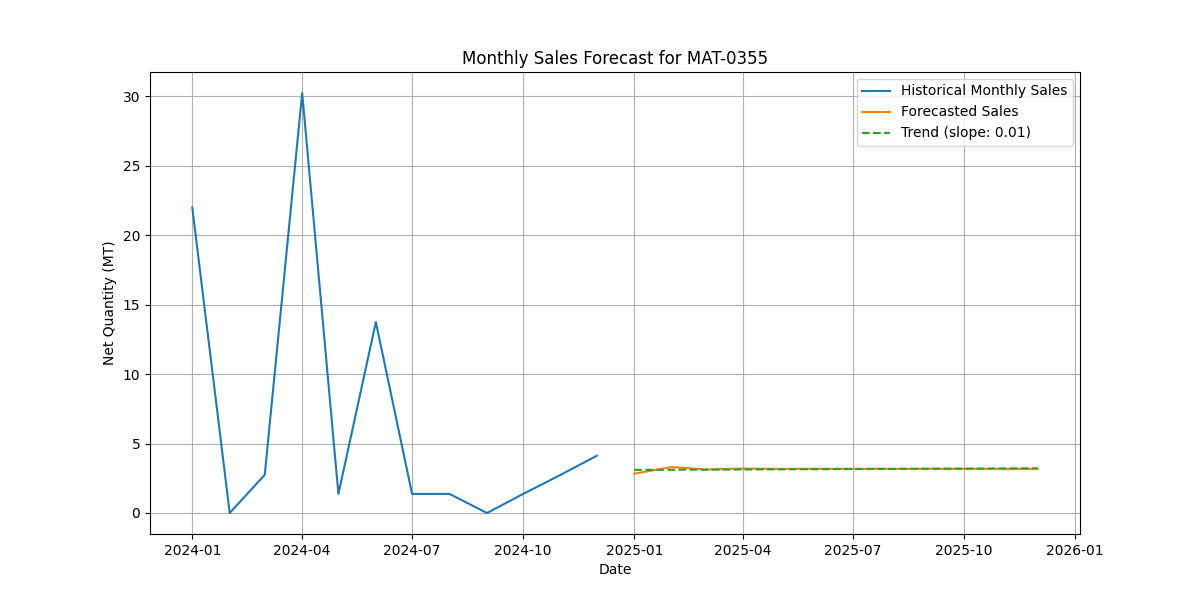 Monthly Sales Forecast for MAT-0355
Historical Monthly Sales
Forecasted Sales
Trend (slope: 0.01)
Net Quantity (MT)
30
25
20
15
10
5
0
2024-01
2024-04
2024-07
2024-10
2025-01
2025-04
2025-07
2025-10
2026-01
Date